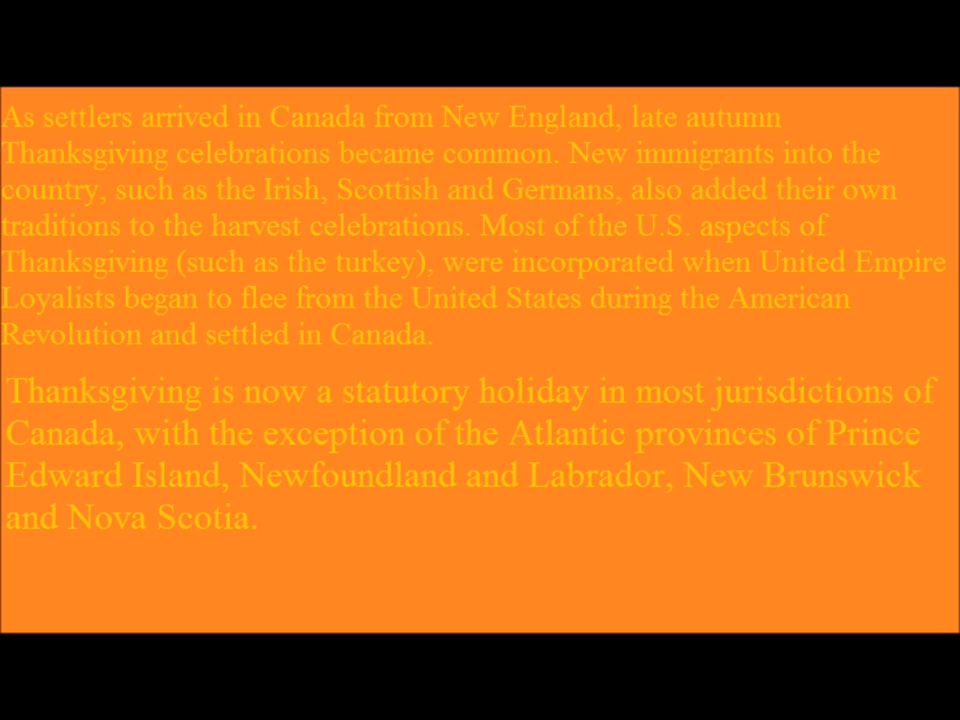 As settlers arrived in Canada from New England, late autumn
Thanksgiving celebrations became common. New immigrants into the
country, such as the Irish, Scottish and Germans, also added their own
traditions to the harvest celebrations. Most of the U.S. aspects of
Thanksgiving (such as the turkey), were incorporated when United Empire
Loyalists began to flee from the United States during the American
Revolution and settled in Canada.
Thanksgiving is now a statutory holiday in most jurisdictions of
Canada, with the exception of the Atlantic provinces of Prince
Edward Island, Newfoundland and Labrador, New Brunswick
and Nova Scotia.